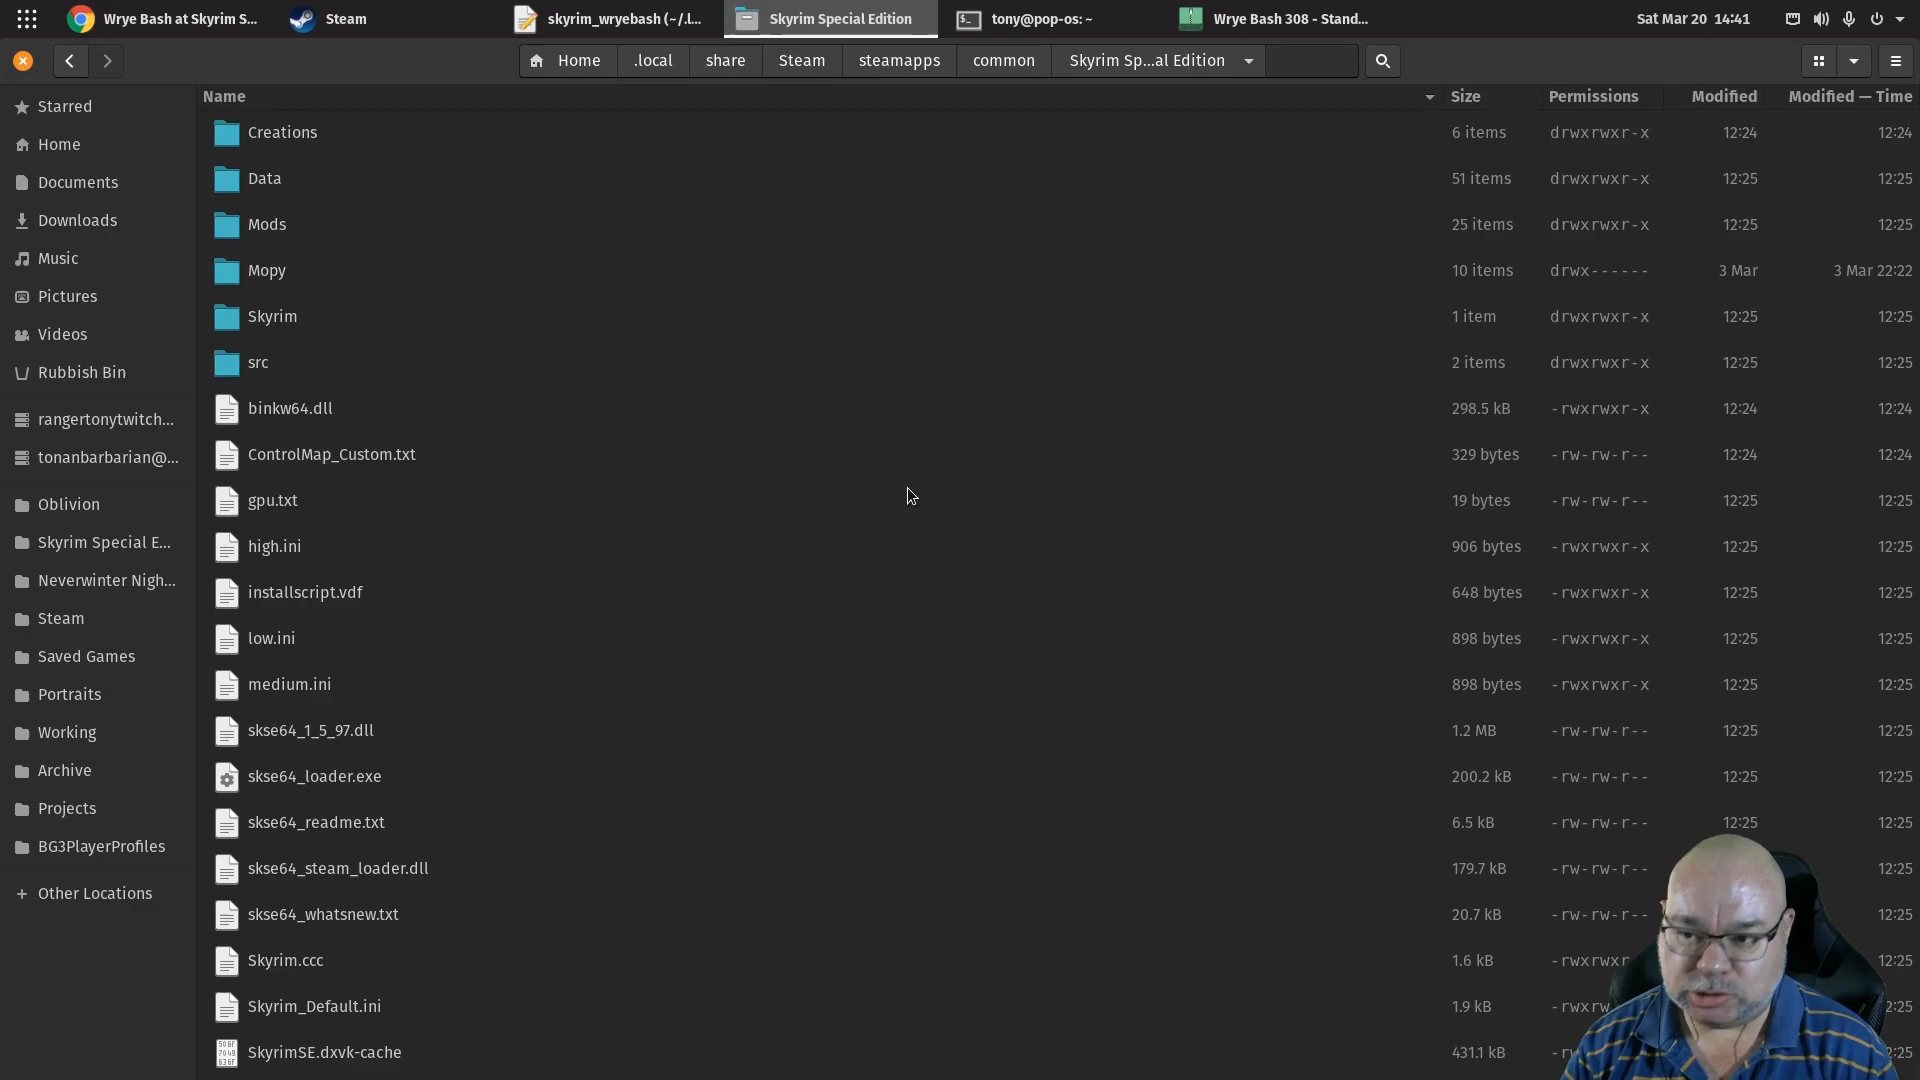 Wrye Bash at Skyrim S...
Steam
skyrim_wryebash (~/.l...
Skyrim Special Edition
tony@pop-os: ~
Wrye Bash 308 - Stand...
Sat Mar 20 14:41
Home
.local
share
Steam
steamapps
common
Skyrim Sp...al Edition
Starred
Home
Documents
Downloads
Music
Pictures
Videos
Rubbish Bin
rangertonytwitch...
tonanbarbarian@...
Oblivion
Skyrim Special E...
Neverwinter Nigh...
Steam
Saved Games
Portraits
Working
Archive
Projects
BG3PlayerProfiles
+ Other Locations
Name Size Permissions Modified Modified — Time
Creations 6 items drwxrwxr-x 12:24 12:24
Data 51 items drwxrwxr-x 12:25 12:25
Mods 25 items drwxrwxr-x 12:25 12:25
Mopy 10 items drwx------ 3 Mar 3 Mar 22:22
Skyrim 1 item drwxrwxr-x 12:25 12:25
src 2 items drwxrwxr-x 12:25 12:25
binkw64.dll 298.5 kB -rwxrwxr-x 12:24 12:24
ControlMap_Custom.txt 329 bytes -rw-rw-r-- 12:24 12:24
gpu.txt 19 bytes -rw-rw-r-- 12:25 12:25
high.ini 906 bytes -rwxrwxr-x 12:25 12:25
installscript.vdf 648 bytes -rwxrwxr-x 12:25 12:25
low.ini 898 bytes -rwxrwxr-x 12:25 12:25
medium.ini 898 bytes -rwxrwxr-x 12:25 12:25
skse64_1_5_97.dll 1.2 MB -rw-rw-r-- 12:25 12:25
skse64_loader.exe 200.2 kB -rw-rw-r-- 12:25 12:25
skse64_readme.txt 6.5 kB -rw-rw-r-- 12:25 12:25
skse64_steam_loader.dll 179.7 kB -rw-rw-r-- 12:25
skse64_whatsnew.txt 20.7 kB -rw-rw-r-- 12:25
Skyrim.ccc 1.6 kB -rwxrw 12:25
Skyrim_Default.ini 1.9 kB -rwxrw 2:25
SkyrimSE.dxvk-cache 431.1 kB 2:25